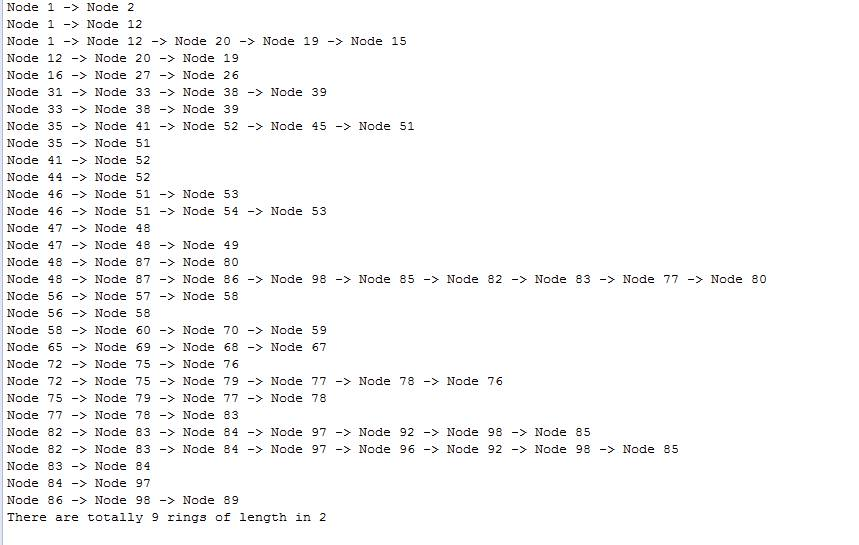 Node 1 -> Node 2
Node 1 -> Node 12
Node 1 -> Node 12 -> Node 20 -> Node 19 -> Node 15
Node 12 -> Node 20 -> Node 19
Node 16 -> Node 27 -> Node 26
Node 31 -> Node 33 -> Node 38 -> Node 39
Node 33 -> Node 38 -> Node 39
Node 35 -> Node 41 -> Node 52 -> Node 45 -> Node 51
Node 35 -> Node 51
Node 41 -> Node 52
Node 44 -> Node 52
Node 46 -> Node 51 -> Node 53
Node 46 -> Node 51 -> Node 54 -> Node 53
Node 47 -> Node 48
Node 47 -> Node 48 -> Node 49
Node 48 -> Node 87 -> Node 80
Node 48 -> Node 87 -> Node 86 -> Node 98 -> Node 85 -> Node 82 -> Node 83 -> Node 77 -> Node 80
Node 56 -> Node 57 -> Node 58
Node 56 -> Node 58
Node 58 -> Node 60 -> Node 70 -> Node 59
Node 65 -> Node 69 -> Node 68 -> Node 67
Node 72 -> Node 75 -> Node 76
Node 72 -> Node 75 -> Node 79 -> Node 77 -> Node 78 -> Node 76
Node 75 -> Node 79 -> Node 77 -> Node 78
Node 77 -> Node 78 -> Node 83
Node 82 -> Node 83 -> Node 84 -> Node 97 -> Node 92 -> Node 98 -> Node 85
Node 82 -> Node 83 -> Node 84 -> Node 97 -> Node 96 -> Node 92 -> Node 98 -> Node 85
Node 83 -> Node 84
Node 84 -> Node 97
Node 86 -> Node 98 -> Node 89
There are totally 9 rings of length in 2